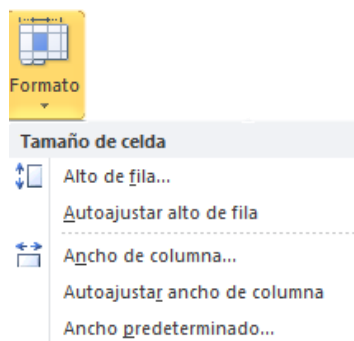 Formato
Tamaño de celda
Alto de fila...
Autoajustar alto de fila
Ancho de columna...
Autoajustar ancho de columna
Ancho predeterminado...